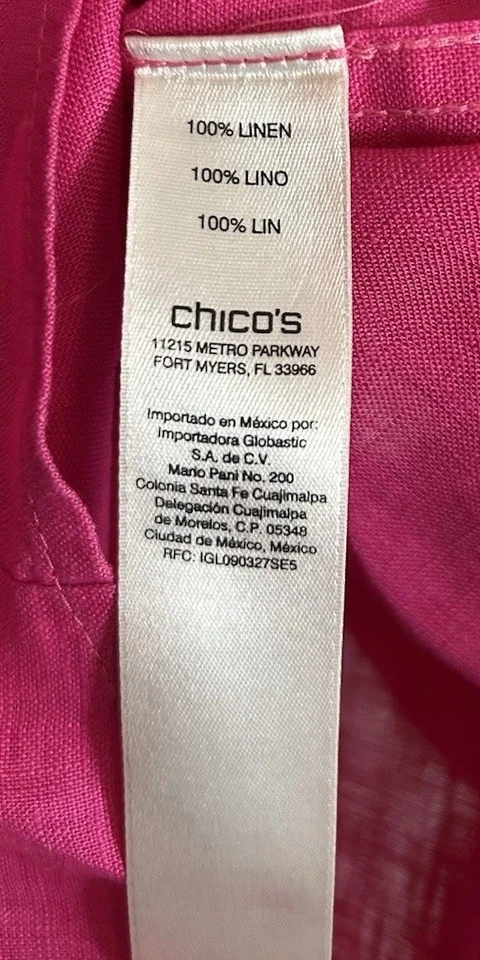 100% LINEN
100% LINO
100% LIN
chico's
11215 METRO PARKWAY
FORT MYERS, FL 33966
Importado en México por:
Importadora Globastic
S.A. de C.V.
Mario Pani No. 200
Colonia Santa Fe Cuajimalpa
Delegación Cuajimalpa
de Morelos, C.P. 05348
Ciudad de México, México
RFC: IGL090327SE5